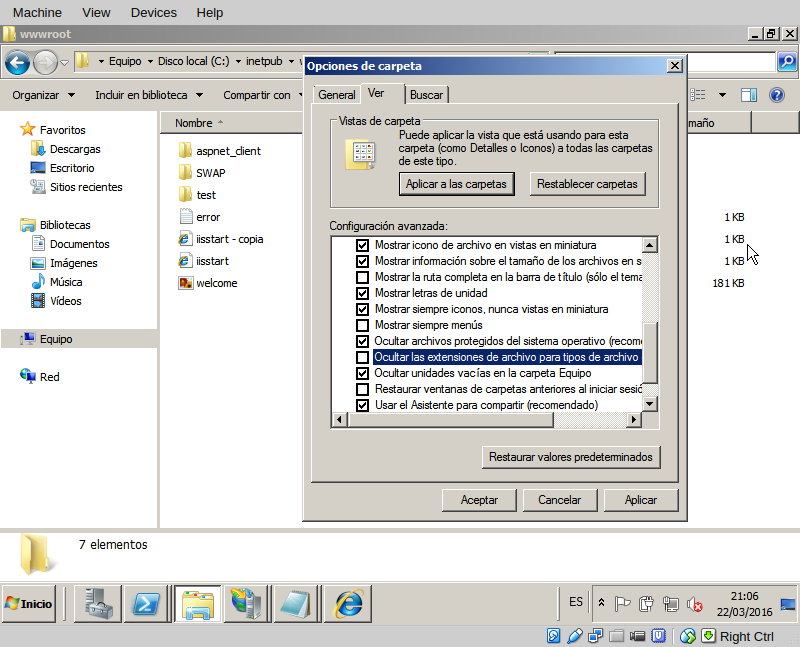 Machine View Devices Help
wwwroot
Equipo Disco local (C:) inetpub
Organizar Incluir en biblioteca Compartir con
Opciones de carpeta
General Ver Buscar
Vistas de carpeta
Puede aplicar la vista que está usando para esta
carpeta (como Detalles o Iconos) a todas las carpetas
de este tipo.
Aplicar a las carpetas Restablecer carpetas
Configuración avanzada:
Mostrar icono de archivo en vistas en miniatura
Mostrar información sobre el tamaño de los archivos en s
Mostrar la ruta completa en la barra de título (sólo el tema
Mostrar letras de unidad
Mostrar siempre iconos, nunca vistas en miniatura
Mostrar siempre menús
Ocultar archivos protegidos del sistema operativo (recom
Ocultar las extensiones de archivo para tipos de archivo
Ocultar unidades vacías en la carpeta Equipo
Restaurar ventanas de carpetas anteriores al iniciar sesió
Usar el Asistente para compartir (recomendado)
Restaurar valores predeterminados
Aceptar Cancelar Aplicar
Favoritos
Descargas
Escritorio
Sitios recientes
Bibliotecas
Documentos
Imágenes
Música
Vídeos
Equipo
Red
Nombre
maño
aspnet_client
SWAP
test
error 1 KB
iisstart - copia 1 KB
iisstart 1 KB
welcome 181 KB
7 elementos
Inicio
ES
21:06
22/03/2016
Right Ctrl